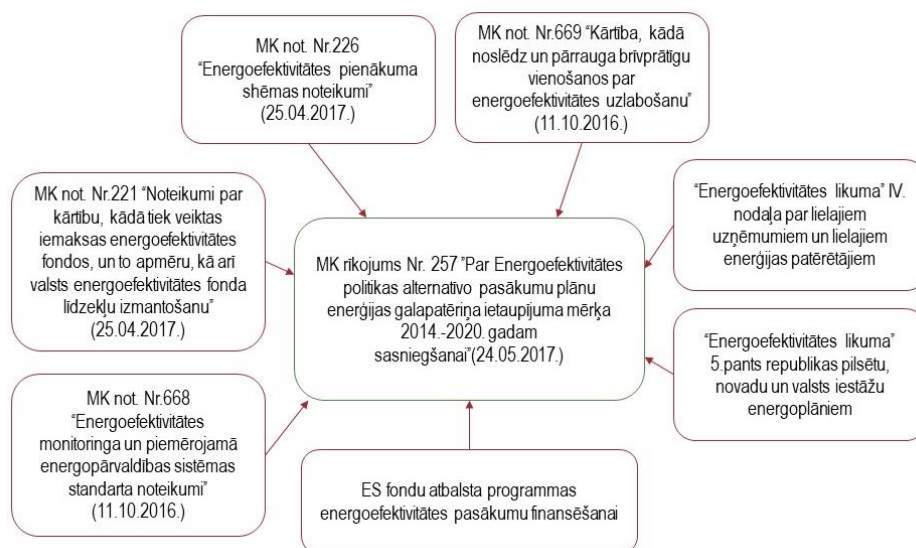 MK not. Nr.226
“Energoefektivitātes pienākuma
shēmas noteikumi”
(25.04.2017.)
MK not. Nr.669 “Kārtība, kādā
noslēdz un pārrauga brīvprātīgu
vienošanos par
energoefektivitātes uzlabošanu”
(11.10.2016.)
MK not. Nr.221 “Noteikumi par
kārtību, kādā tiek veiktas
iemaksas energoefektivitātes
fondos, un to apmēru, kā arī
valsts energoefektivitātes fonda
līdzekļu izmantošanu”
(25.04.2017.)
“Energoefektivitātes likuma” IV.
nodaļa par lielajiem
uzņēmumiem un lielajiem
enerģijas patērētājiem
MK rīkojums Nr. 257 "Par Energoefektivitātes
politikas alternatīvo pasākumu plānu
enerģijas galapatēriņa ietaupījuma mērķa
2014.-2020. gadam
sasniegšanai”(24.05.2017.)
“Energoefektivitātes likuma”
5.pants republikas pilsētu,
novadu un valsts iestāžu
energoplāniem
MK not. Nr.668
“Energoefektivitātes
monitoringa un piemērojamā
energopārvaldības sistēmas
standarta noteikumi”
(11.10.2016.)
ES fondu atbalsta programmas
energoefektivitātes pasākumu finansēšanai